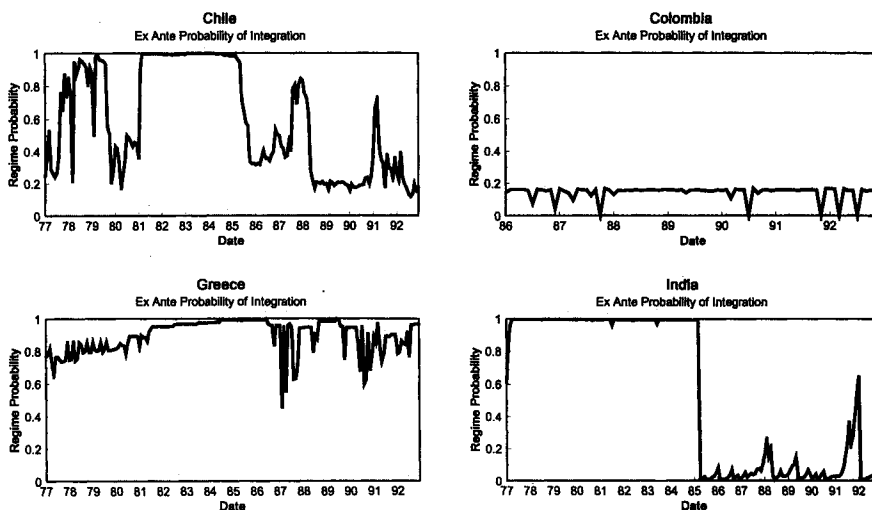 Chile
Ex Ante Probability of Integration
Regime Probability
1
0.8
0.6
0.4
0.2
0
77 78 79 80 81 82 83 84 85 86 87 88 89 90 91 92
Date
Colombia
Ex Ante Probability of Integration
Regime Probability
1
0.8
0.6
0.4
0.2
0
86 87 88 89 90 91 92
Date
Greece
Ex Ante Probability of Integration
Regime Probability
1
0.8
0.6
0.4
0.2
0
77 78 79 80 81 82 83 84 85 86 87 88 89 90 91 92
Date
India
Ex Ante Probability of Integration
Regime Probability
1
0.8
0.6
0.4
0.2
0
77 78 79 80 81 82 83 84 85 86 87 88 89 90 91 92
Date